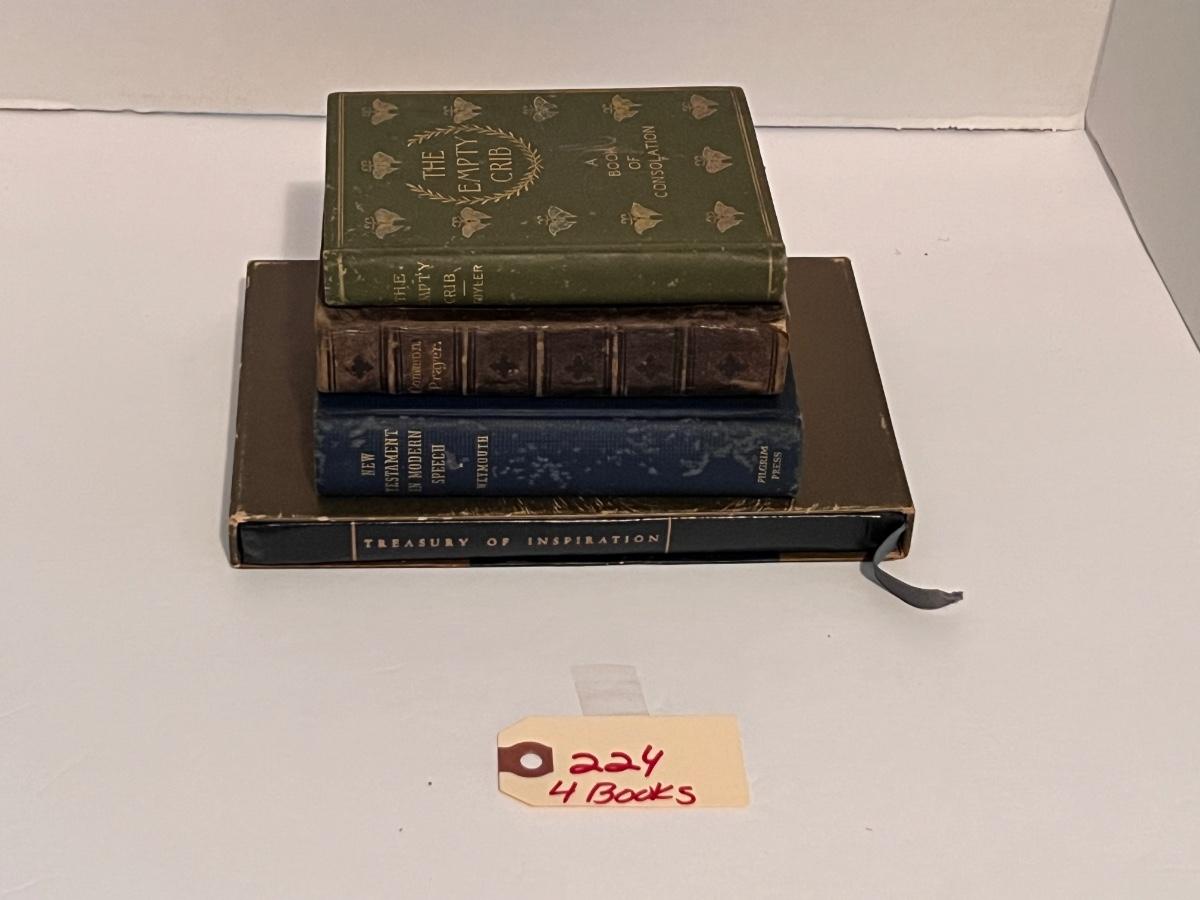 THE
EMPTY
CRIB
A
BOOK
OF
CONSOLATION
THE
EMPTY
CRIB
CUYLER
Common
Prayer.
NEW
TESTAMENT
IN MODERN
SPEECH
WEYMOUTH
PILGRIM
PRESS
TREASURY OF INSPIRATION
224
4 Books